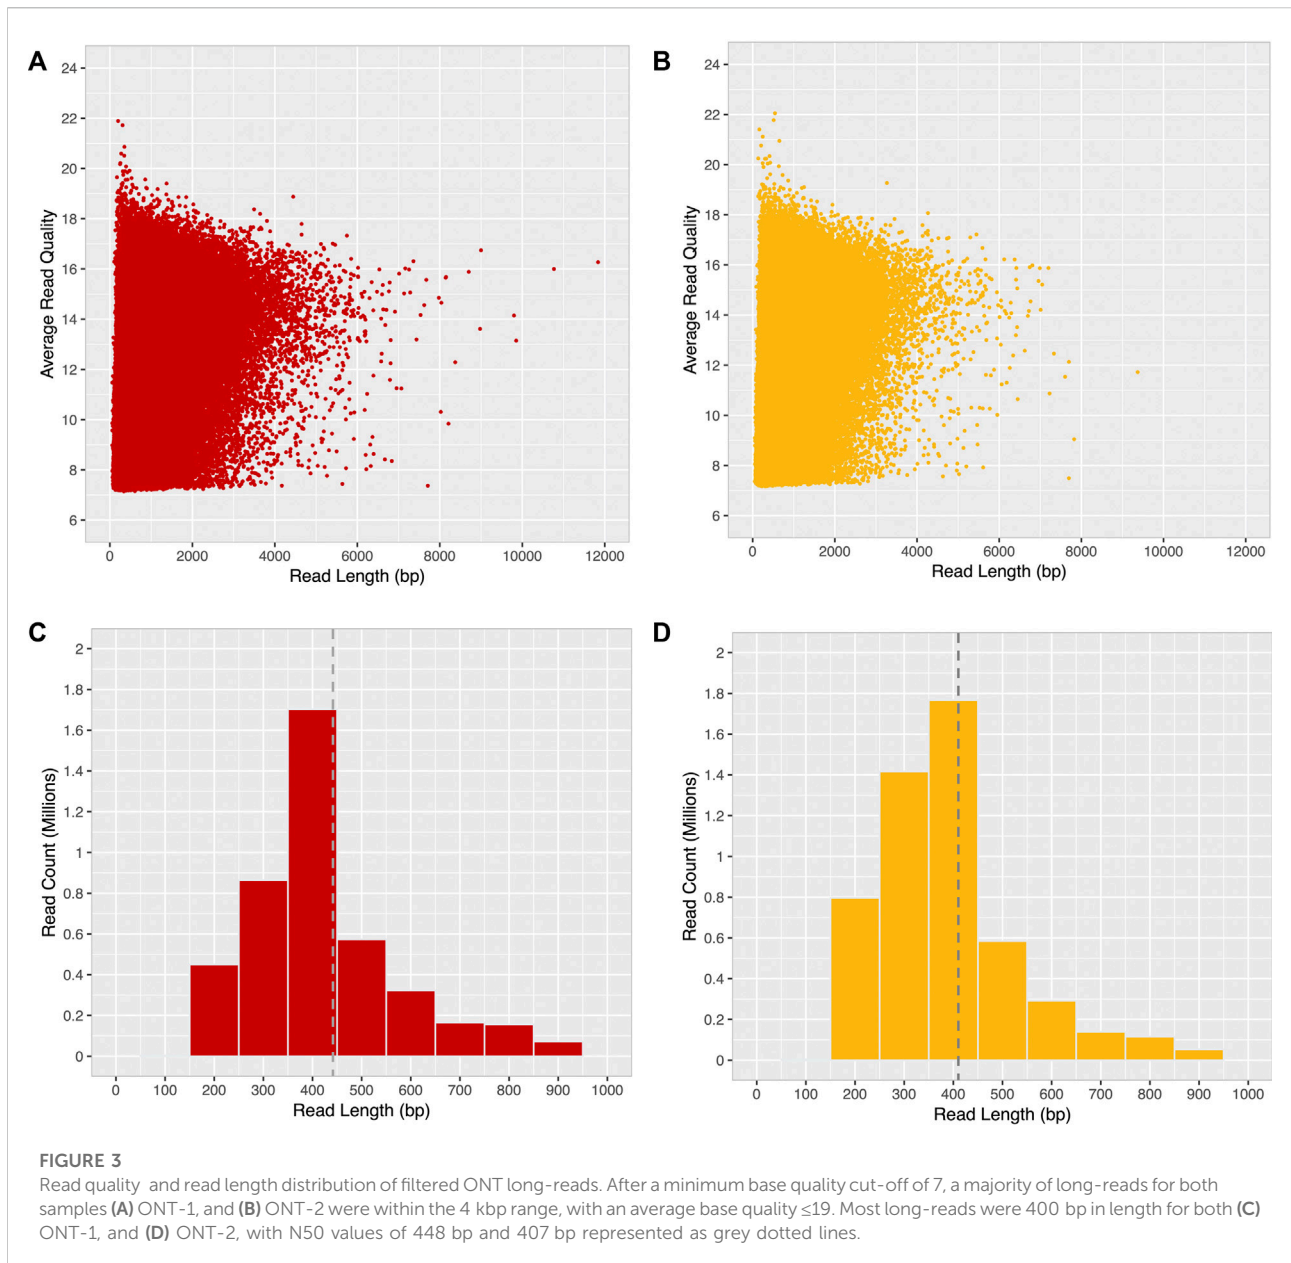 A
24
22
20
18
16
14
12
10
8
6
Average Read Quality
0 2000 4000 6000 8000 10000 12000
Read Length (bp)
B
24
22
20
18
16
14
12
10
8
6
Average Read Quality
0 2000 4000 6000 8000 10000 12000
Read Length (bp)
C
2
1.8
1.6
1.4
1.2
1
0.8
0.6
0.4
0.2
0
Read Count (Millions)
0 100 200 300 400 500 600 700 800 900 1000
Read Length (bp)
D
2
1.8
1.6
1.4
1.2
1
0.8
0.6
0.4
0.2
0
Read Count (Millions)
0 100 200 300 400 500 600 700 800 900 1000
Read Length (bp)
FIGURE 3
Read quality and read length distribution of filtered ONT long-reads. After a minimum base quality cut-off of 7, a majority of long-reads for both
samples (A) ONT-1, and (B) ONT-2 were within the 4 kbp range, with an average base quality ≤19. Most long-reads were 400 bp in length for both (C)
ONT-1, and (D) ONT-2, with N50 values of 448 bp and 407 bp represented as grey dotted lines.